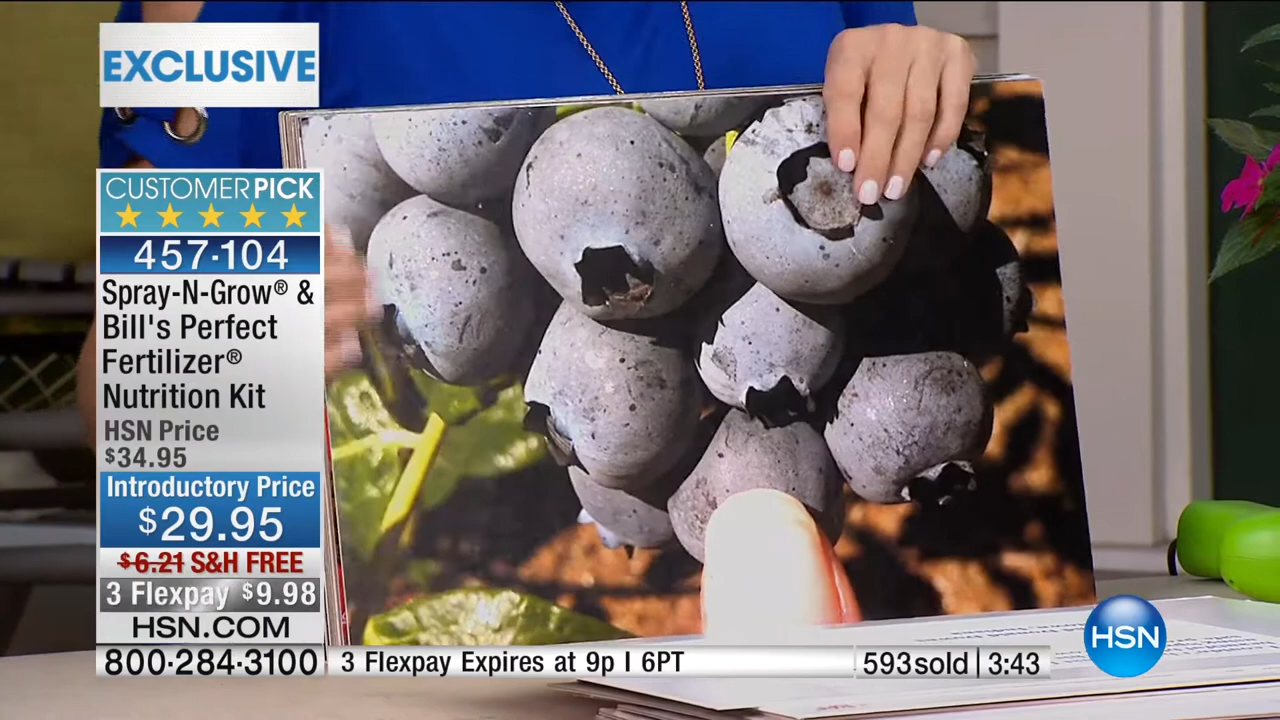 EXCLUSIVE
CUSTOMERPICK
457·104
Spray-N-Grow® &
Bill's Perfect
Fertilizer®
Nutrition Kit
HSN Price
$34.95
Introductory Price
$29.95
$6.21 S&H FREE
3 Flexpay $9.98
HSN.COM
800·284·3100
3 Flexpay Expires at 9p I 6PT
593sold | 3:43
HSN